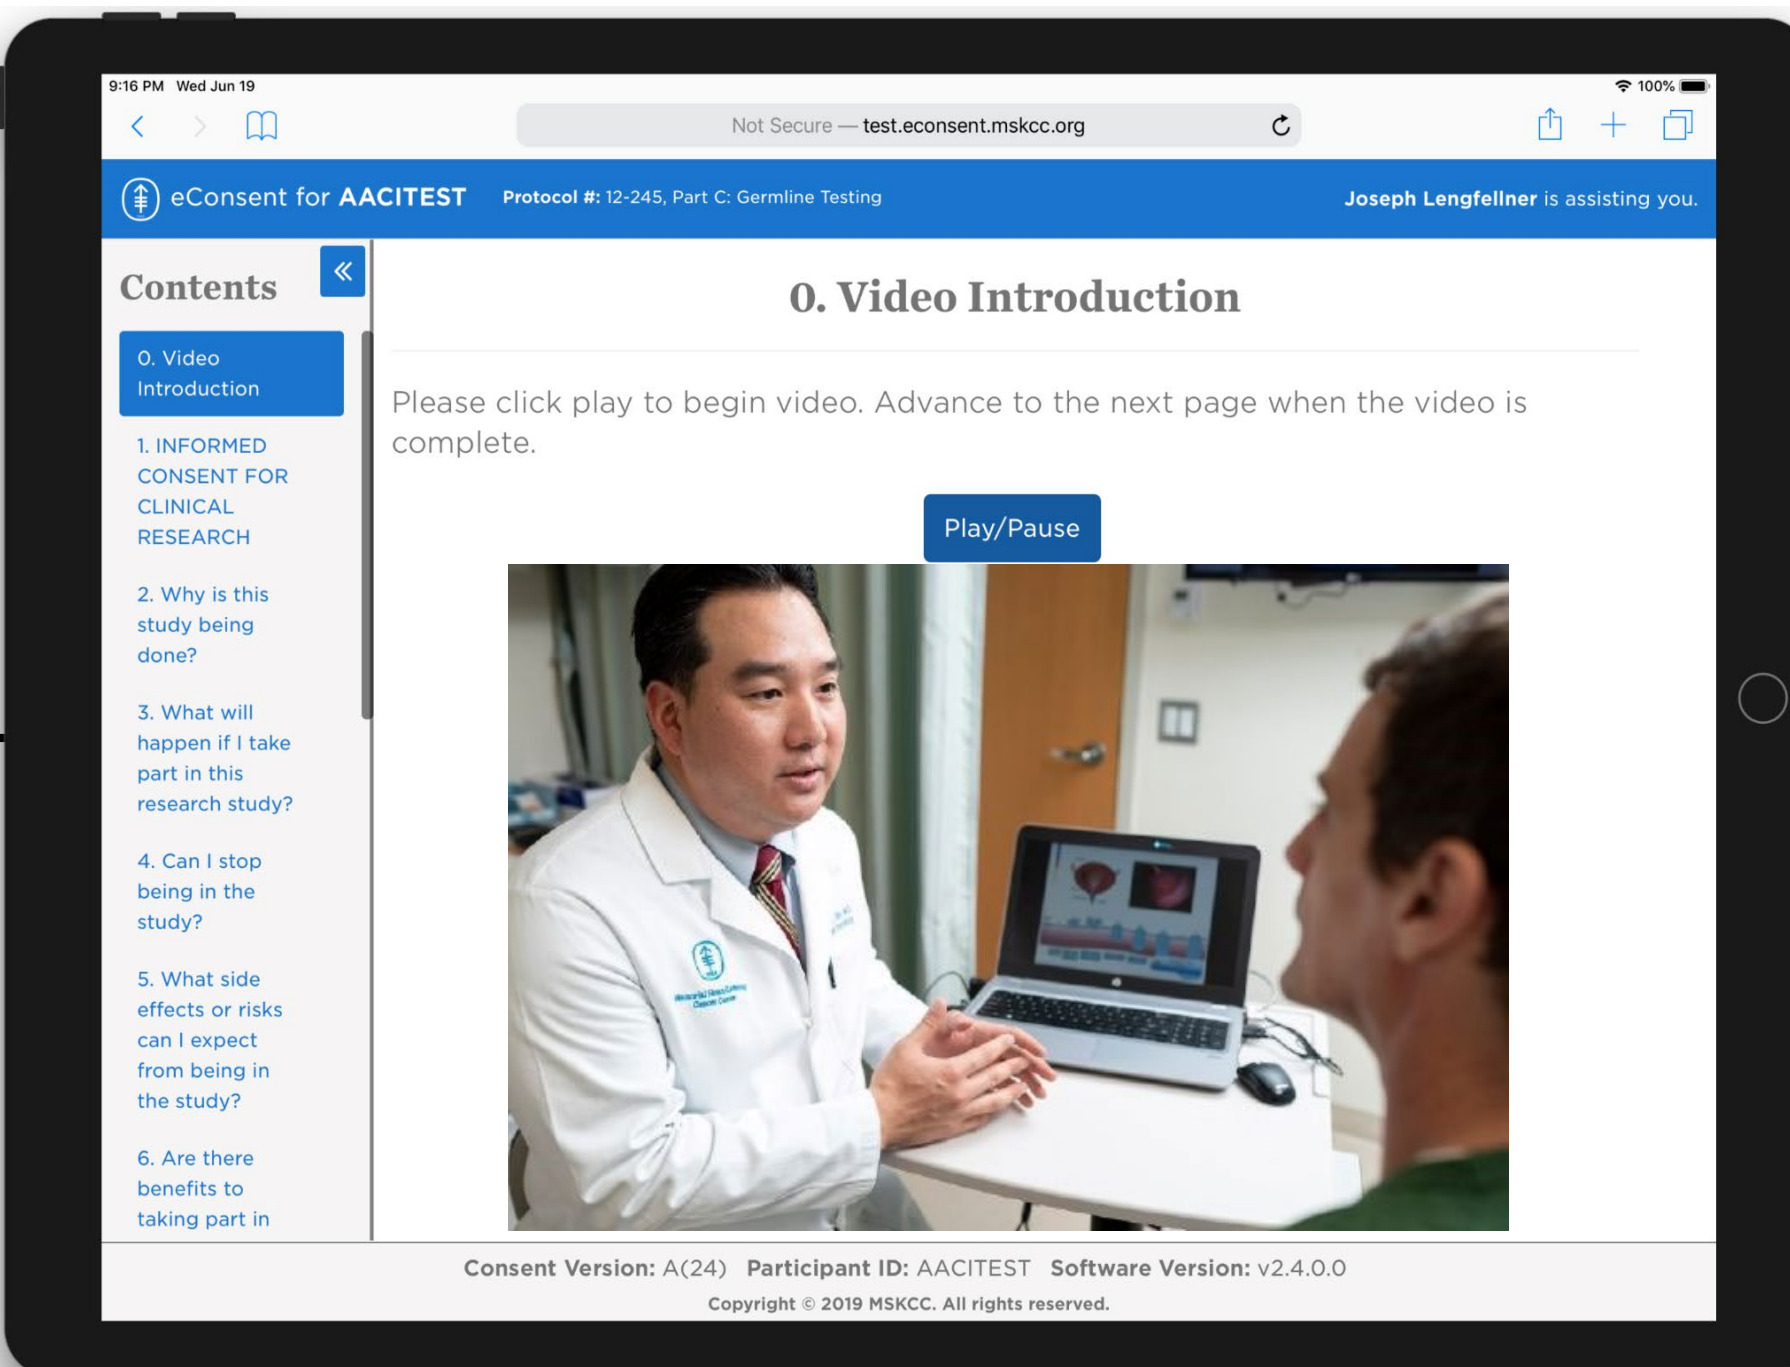 9:16 PM Wed Jun 19
100%
Not Secure — test.econsent.mskcc.org
eConsent for AACITEST
Protocol #: 12-245, Part C: Germline Testing
Joseph Lengfellner is assisting you.
Contents
0. Video
Introduction
1. INFORMED
CONSENT FOR
CLINICAL
RESEARCH
2. Why is this
study being
done?
3. What will
happen if I take
part in this
research study?
4. Can I stop
being in the
study?
5. What side
effects or risks
can I expect
from being in
the study?
6. Are there
benefits to
taking part in
0. Video Introduction
Please click play to begin video. Advance to the next page when the video is
complete.
Play/Pause
Memorial Sloan Kettering
Cancer Center
Consent Version: A(24) Participant ID: AACITEST Software Version: v2.4.0.0
Copyright © 2019 MSKCC. All rights reserved.